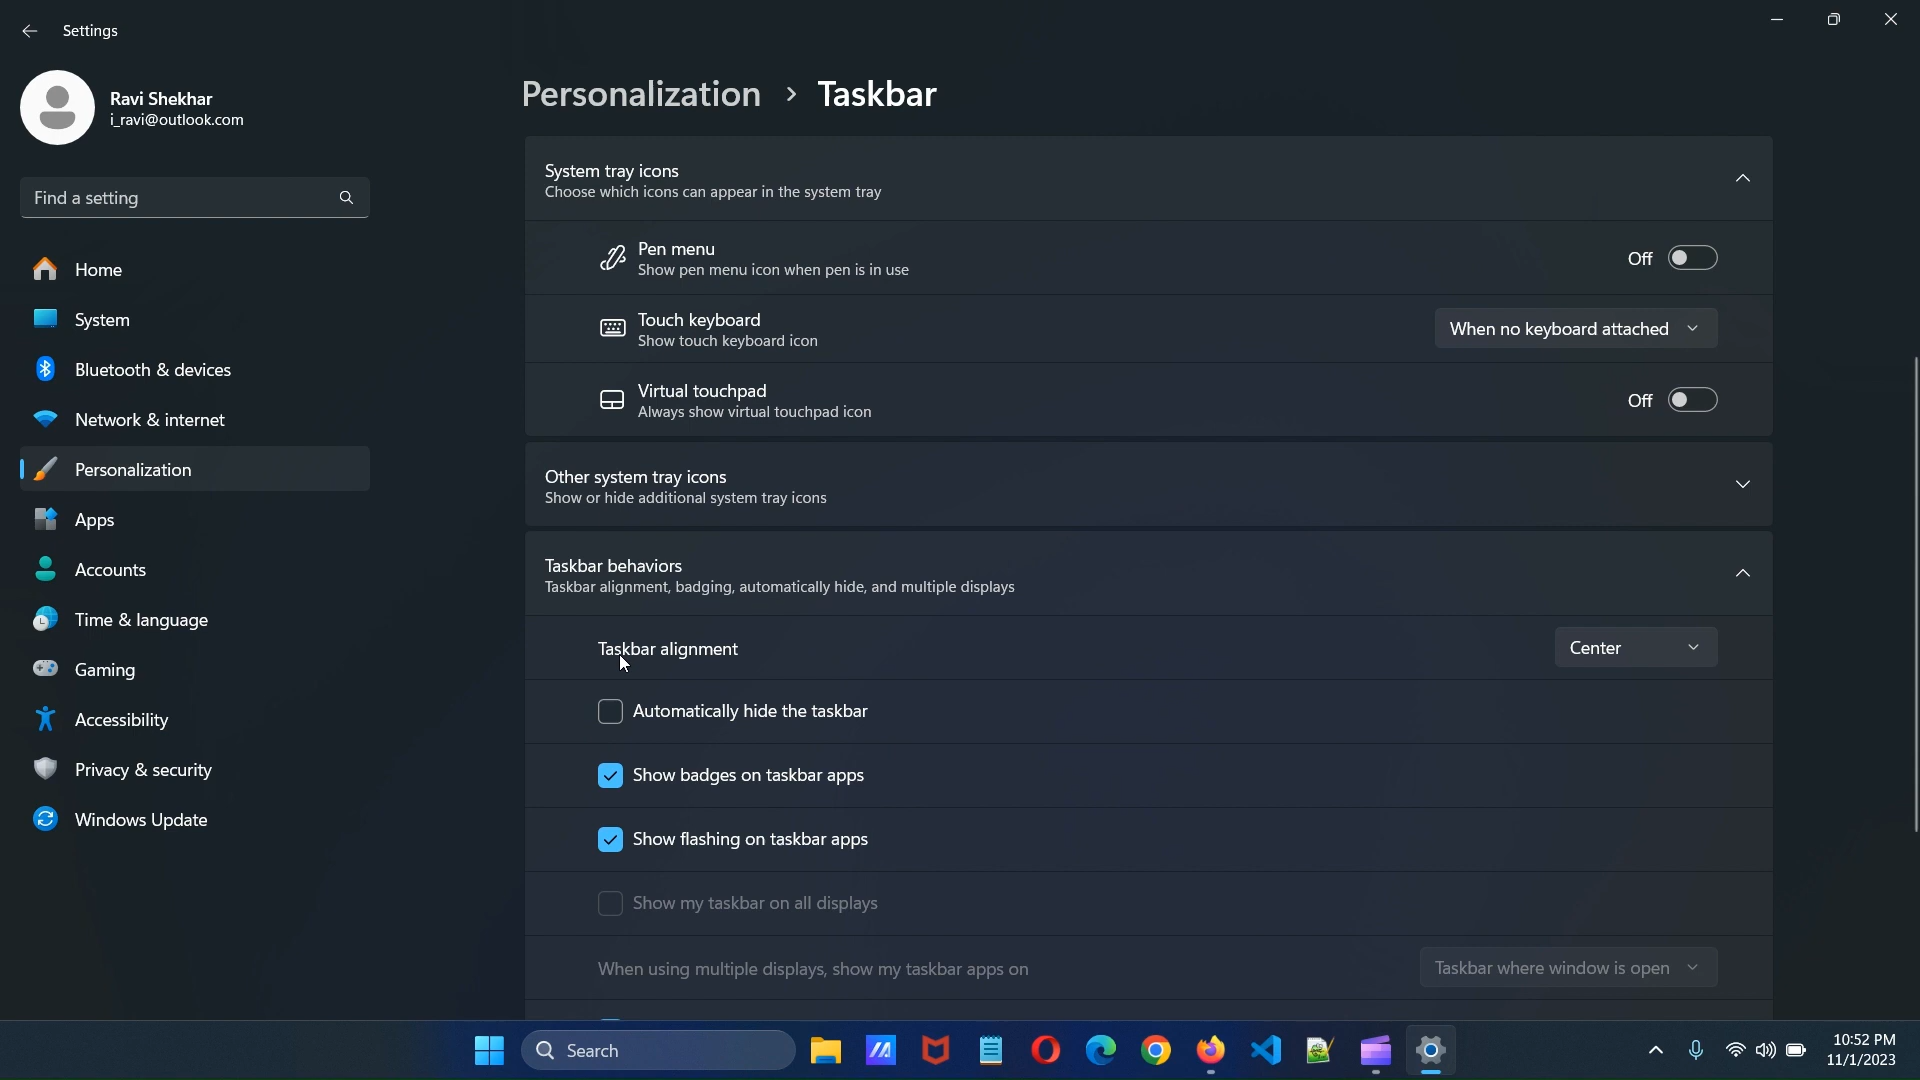 Settings
Ravi Shekhar
i_ravi@outlook.com
Find a setting
Home
System
Bluetooth & devices
Network & internet
Personalization
Apps
Accounts
Time & language
Gaming
Accessibility
Privacy & security
Windows Update
Personalization > Taskbar
System tray icons
Choose which icons can appear in the system tray
Pen menu
Show pen menu icon when pen is in use
Off
Touch keyboard
Show touch keyboard icon
When no keyboard attached
Virtual touchpad
Always show virtual touchpad icon
Off
Other system tray icons
Show or hide additional system tray icons
Taskbar behaviors
Taskbar alignment, badging, automatically hide, and multiple displays
Taskbar alignment
Center
Automatically hide the taskbar
Show badges on taskbar apps
Show flashing on taskbar apps
Show my taskbar on all displays
When using multiple displays, show my taskbar apps on
Taskbar where window is open
Search
10:52 PM
11/1/2023